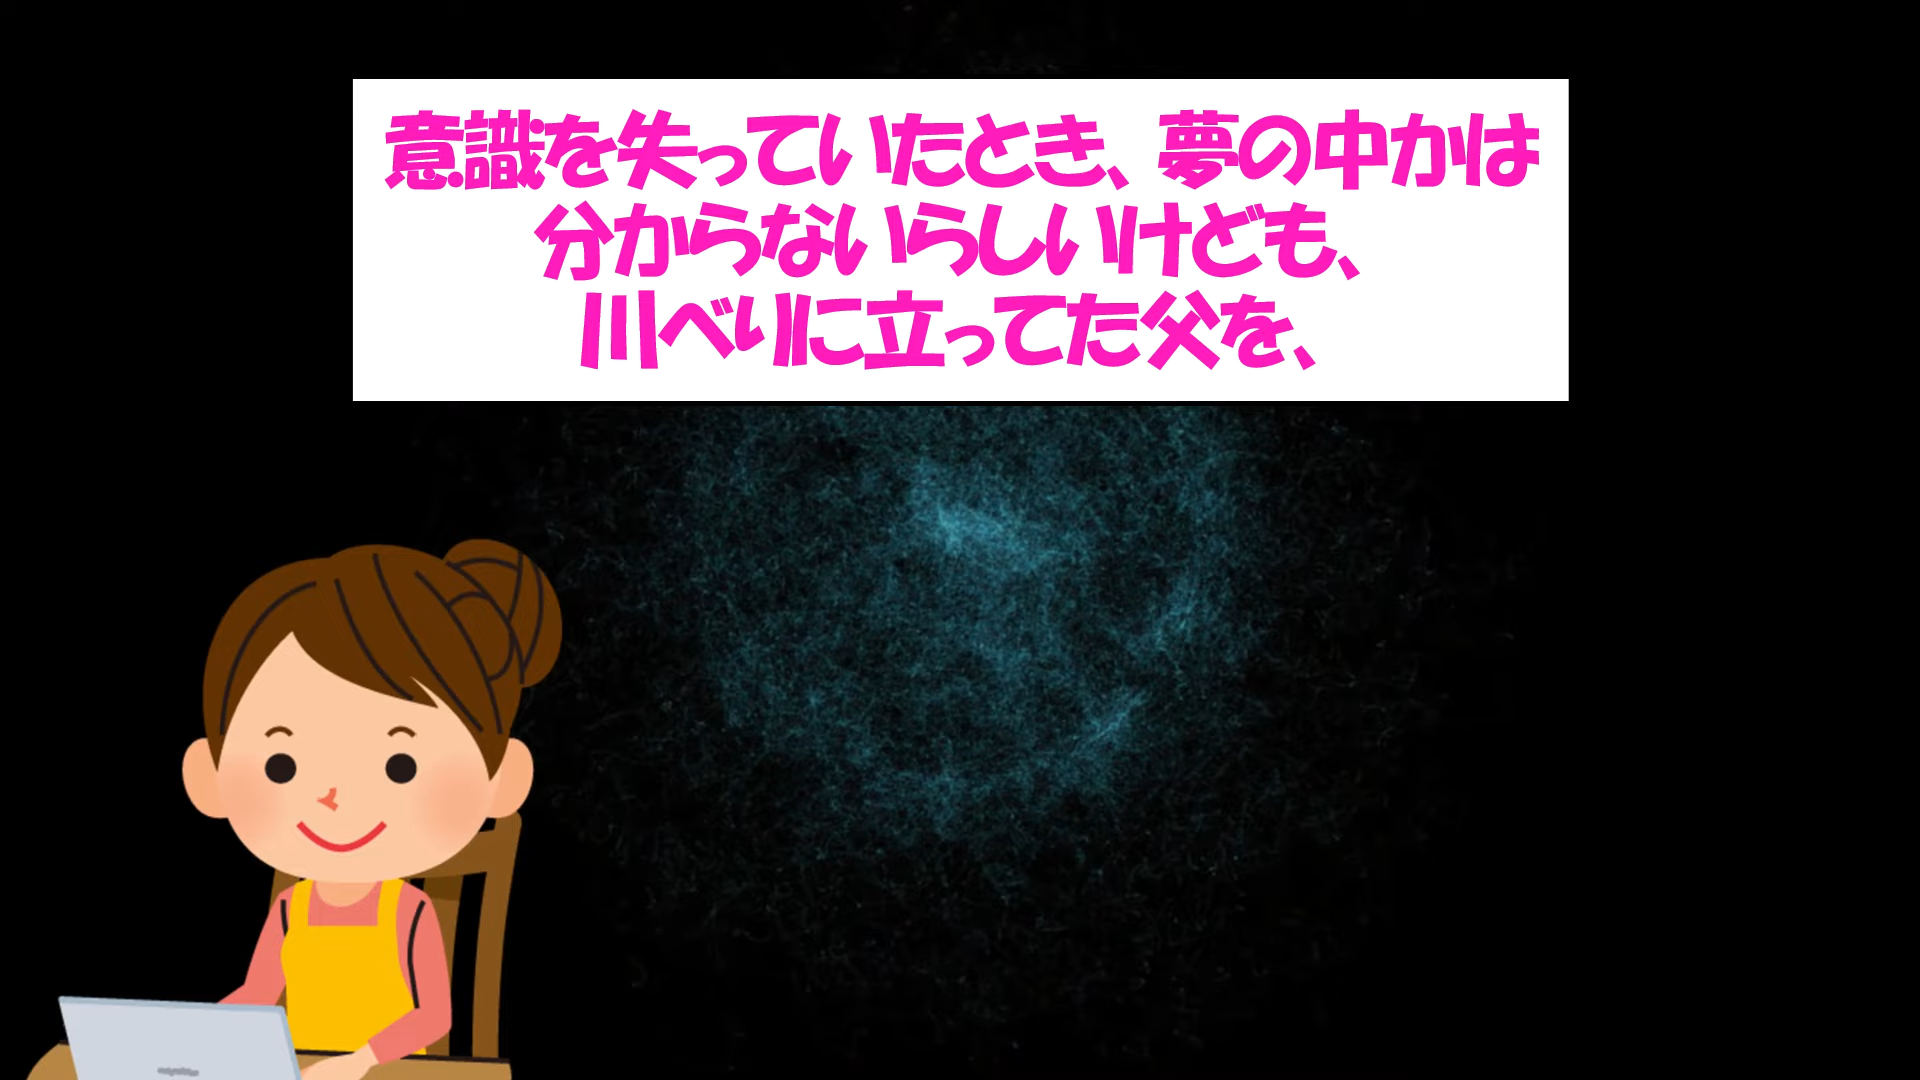 意識を失っていたとき、夢の中かは
分からないらしいけども、
川べりに立ってた父を、